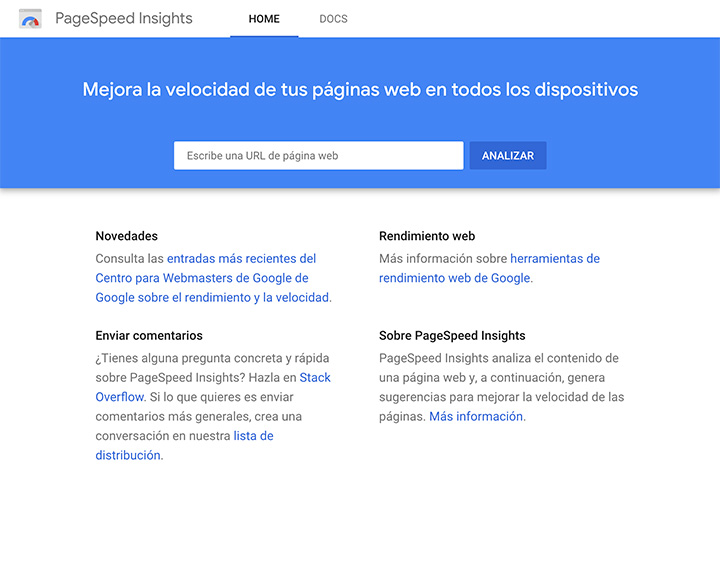 PageSpeed Insights
HOME
DOCS
Mejora la velocidad de tus páginas web en todos los dispositivos
Escribe una URL de página web
ANALIZAR
Novedades
Consulta las entradas más recientes del
Centro para Webmasters de Google de
Google sobre el rendimiento y la velocidad.
Rendimiento web
Más información sobre herramientas de
rendimiento web de Google.
Enviar comentarios
¿Tienes alguna pregunta concreta y rápida
sobre PageSpeed Insights? Hazla en Stack
Overflow. Si lo que quieres es enviar
comentarios más generales, crea una
conversación en nuestra lista de
distribución.
Sobre PageSpeed Insights
PageSpeed Insights analiza el contenido de
una página web y, a continuación, genera
sugerencias para mejorar la velocidad de las
páginas. Más información.